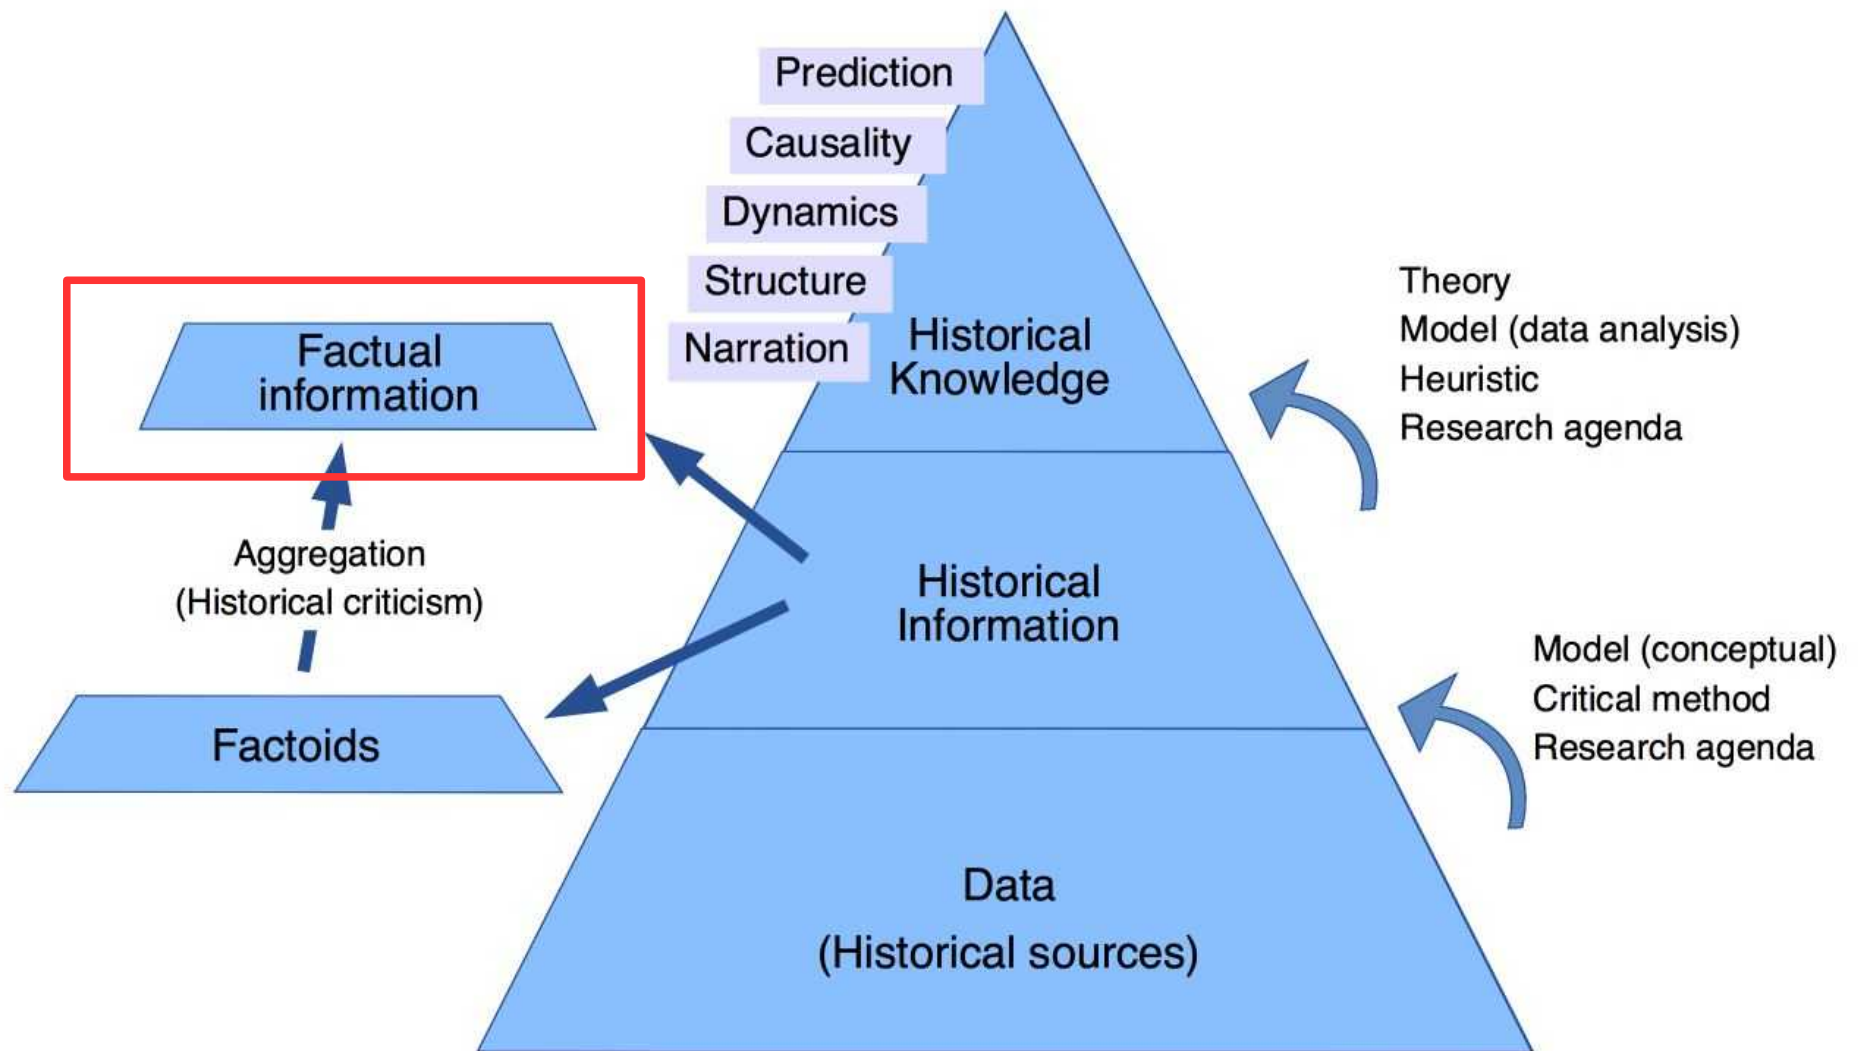 Prediction
Causality
Dynamics
Structure
Narration
Historical
Knowledge
Theory
Model (data analysis)
Heuristic
Research agenda
Factual
information
Aggregation
(Historical criticism)
Factoids
Historical
Information
Model (conceptual)
Critical method
Research agenda
Data
(Historical sources)